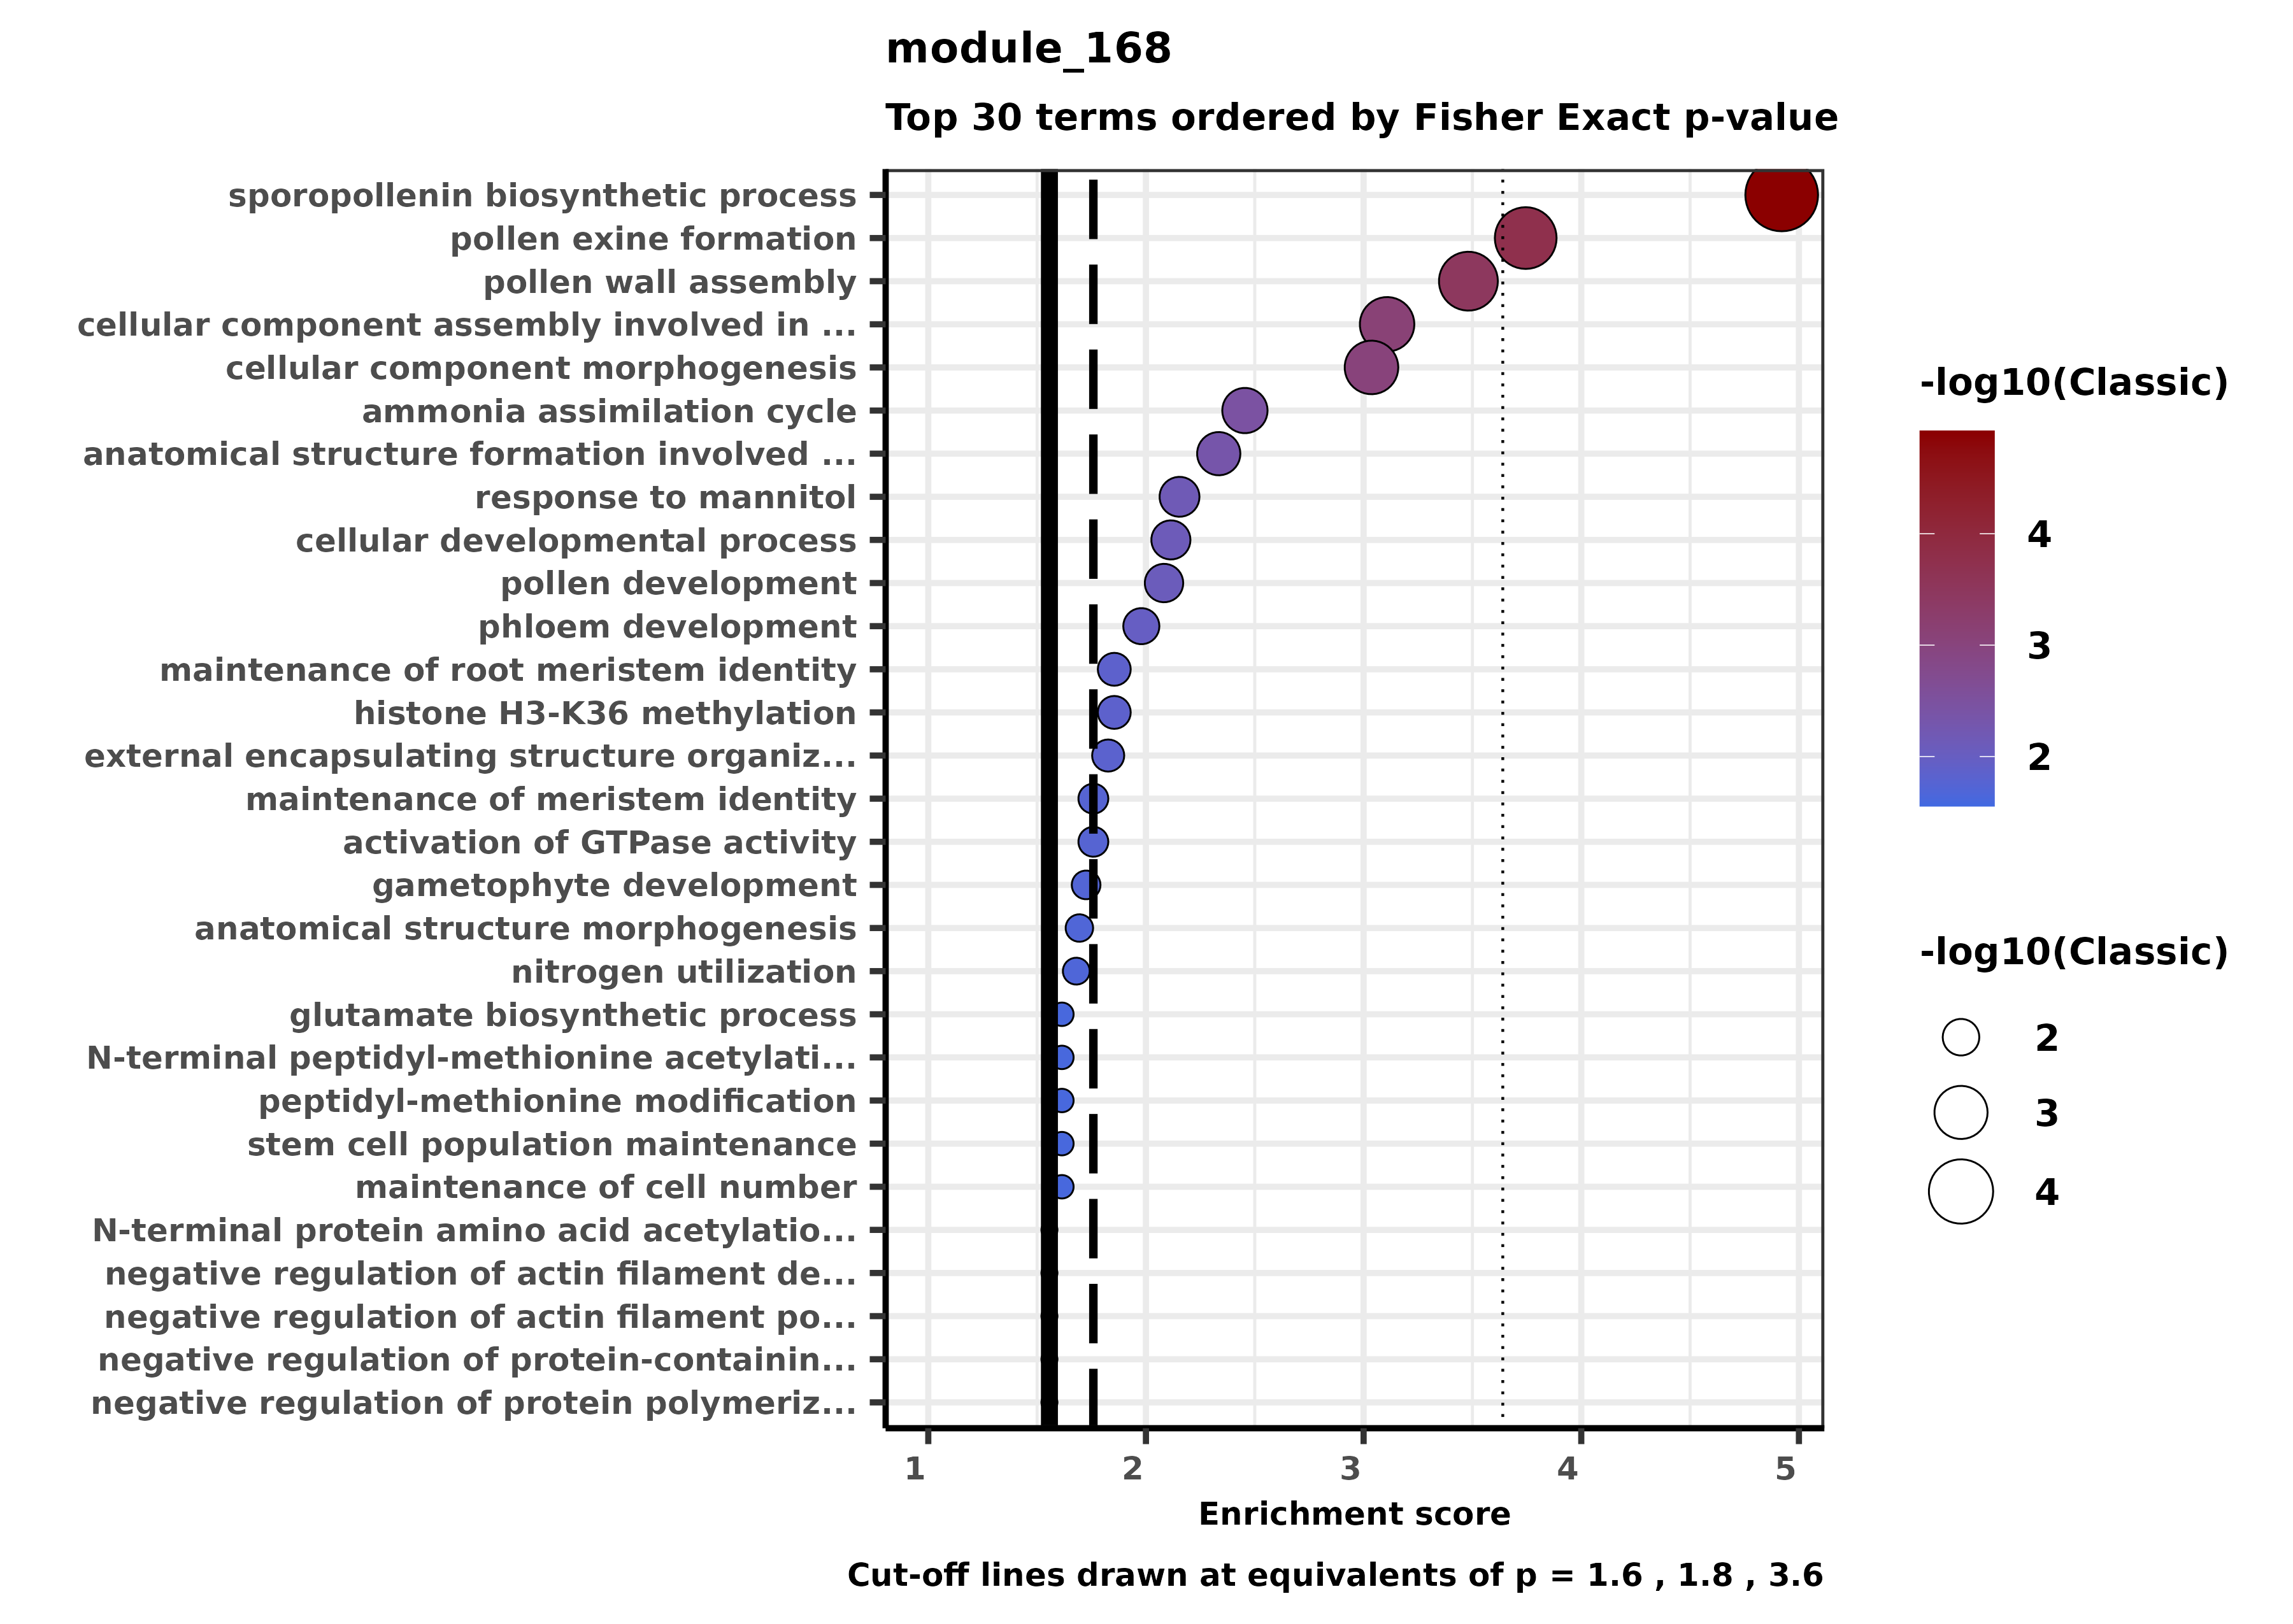 module_168
Top 30 terms ordered by Fisher Exact p-value
sporopollenin biosynthetic process
pollen exine formation
pollen wall assembly
cellular component assembly involved in ...
cellular component morphogenesis
ammonia assimilation cycle
anatomical structure formation involved ...
response to mannitol
cellular developmental process
pollen development
phloem development
maintenance of root meristem identity
histone H3-K36 methylation
external encapsulating structure organiz...
maintenance of meristem identity
activation of GTPase activity
gametophyte development
anatomical structure morphogenesis
nitrogen utilization
glutamate biosynthetic process
N-terminal peptidyl-methionine acetylati...
peptidyl-methionine modification
stem cell population maintenance
maintenance of cell number
N-terminal protein amino acid acetylatio...
negative regulation of actin filament de...
negative regulation of actin filament po...
negative regulation of protein-containin...
negative regulation of protein polymeriz...
1 2 3 4 5
Enrichment score
Cut-off lines drawn at equivalents of p = 1.6 , 1.8 , 3.6
-log10(Classic)
4
3
2
-log10(Classic)
2
3
4